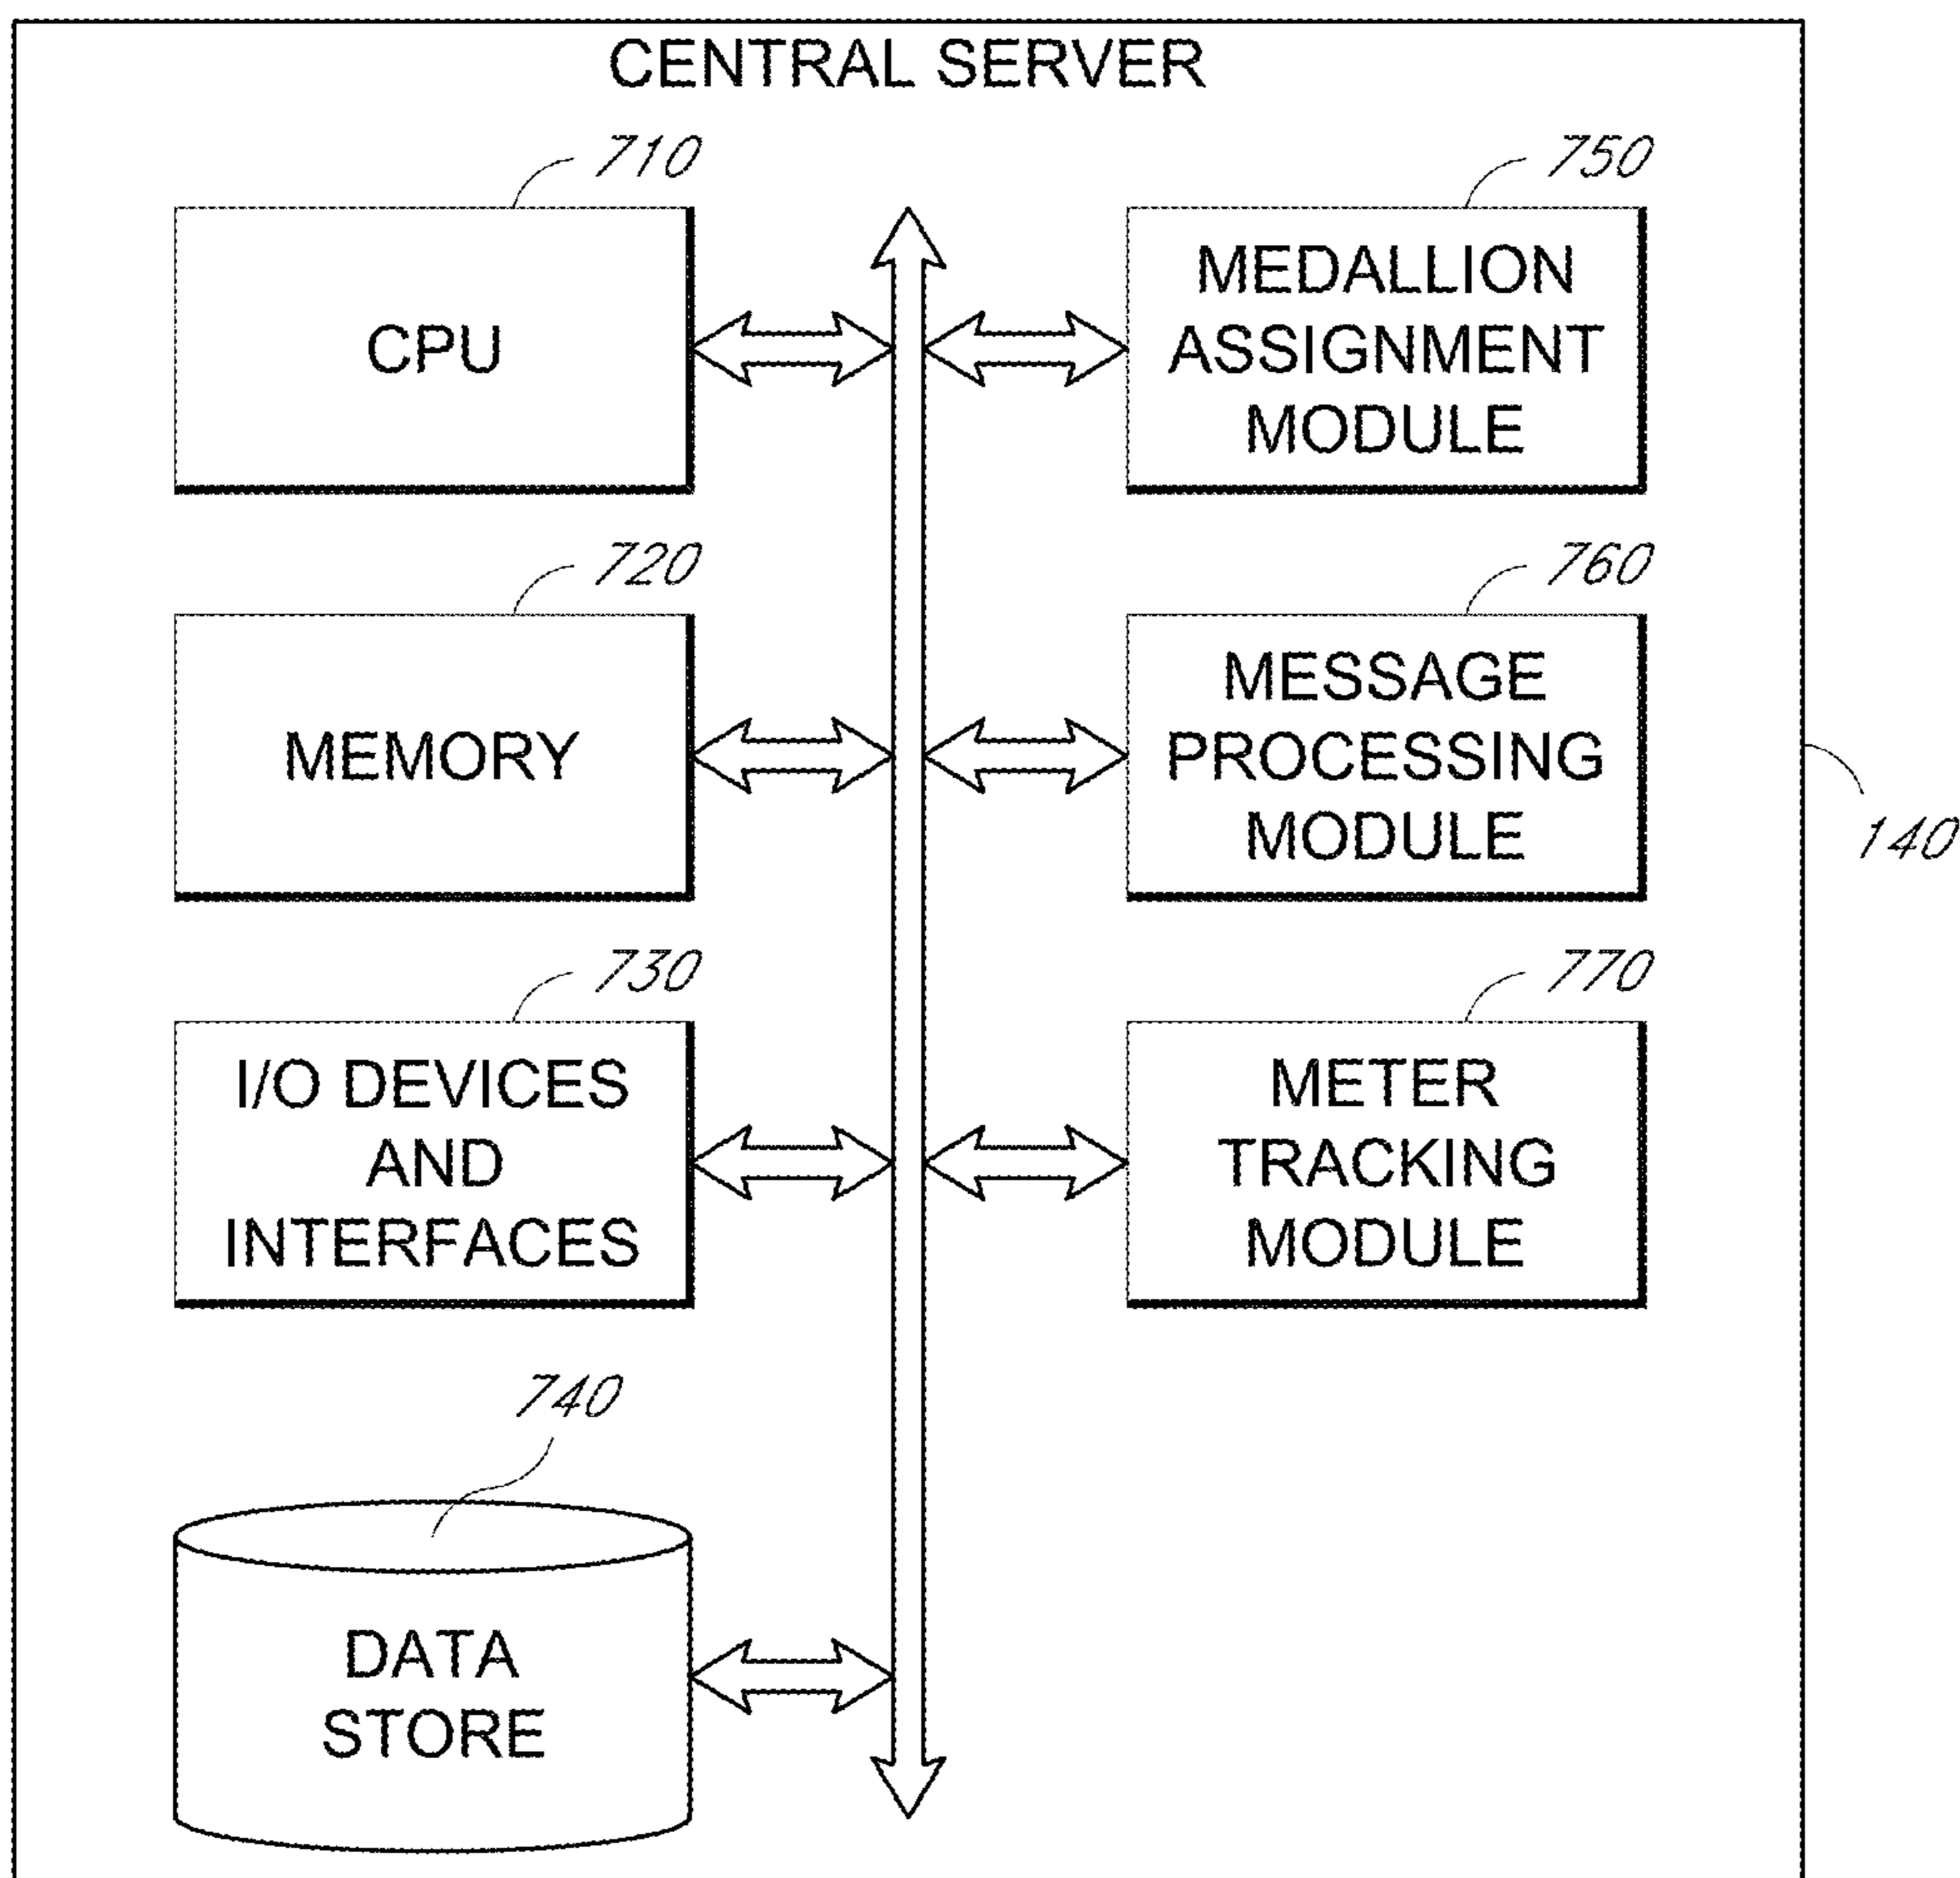 CENTRAL SERVER
710
CPU
750
MEDALLION
ASSIGNMENT
MODULE
720
MEMORY
760
MESSAGE
PROCESSING
MODULE
140
730
I/O DEVICES
AND
INTERFACES
770
METER
TRACKING
MODULE
740
DATA
STORE